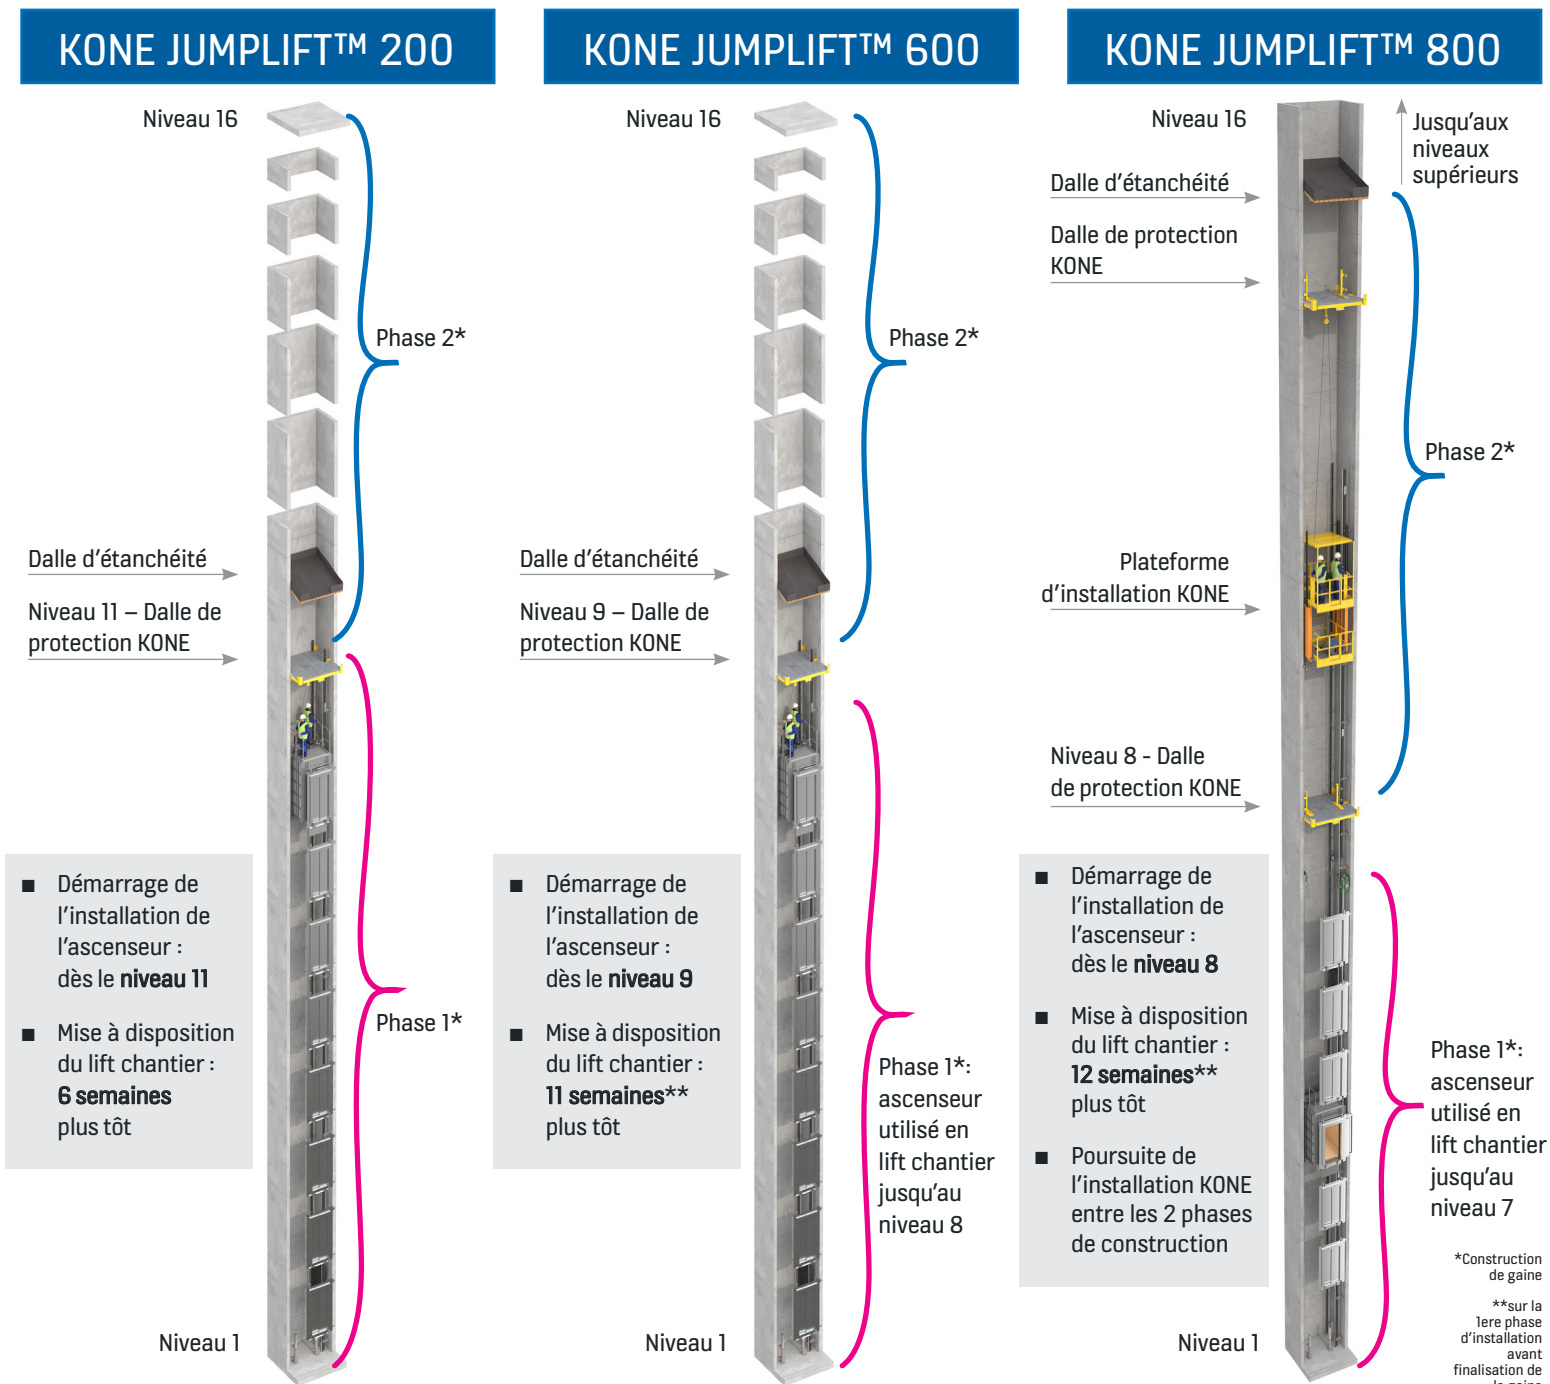 KONE JUMPLIFT™ 200
Niveau 16
Phase 2*
Dalle d'étanchéité
Niveau 11 – Dalle de
protection KONE
■ Démarrage de
l'installation de
l'ascenseur :
dès le niveau 11
■ Mise à disposition
du lift chantier :
6 semaines
plus tôt
Phase 1*
Niveau 1
KONE JUMPLIFT™ 600
Niveau 16
Phase 2*
Dalle d'étanchéité
Niveau 9 – Dalle de
protection KONE
■ Démarrage de
l'installation de
l'ascenseur :
dès le niveau 9
■ Mise à disposition
du lift chantier :
11 semaines**
plus tôt
Phase 1*:
ascenseur
utilisé en
lift chantier
jusqu'au
niveau 8
Niveau 1
KONE JUMPLIFT™ 800
Niveau 16
Jusqu'aux
niveaux
supérieurs
Dalle d'étanchéité
Dalle de protection
KONE
Phase 2*
Plateforme
d'installation KONE
Niveau 8 - Dalle
de protection KONE
■ Démarrage de
l'installation de
l'ascenseur :
dès le niveau 8
■ Mise à disposition
du lift chantier :
12 semaines**
plus tôt
■ Poursuite de
l'installation KONE
entre les 2 phases
de construction
Phase 1*:
ascenseur
utilisé en
lift chantier
jusqu'au
niveau 7
Niveau 1
*Construction
de gaine
**sur la
1ere phase
d'installation
avant
finalisation de
la gaine